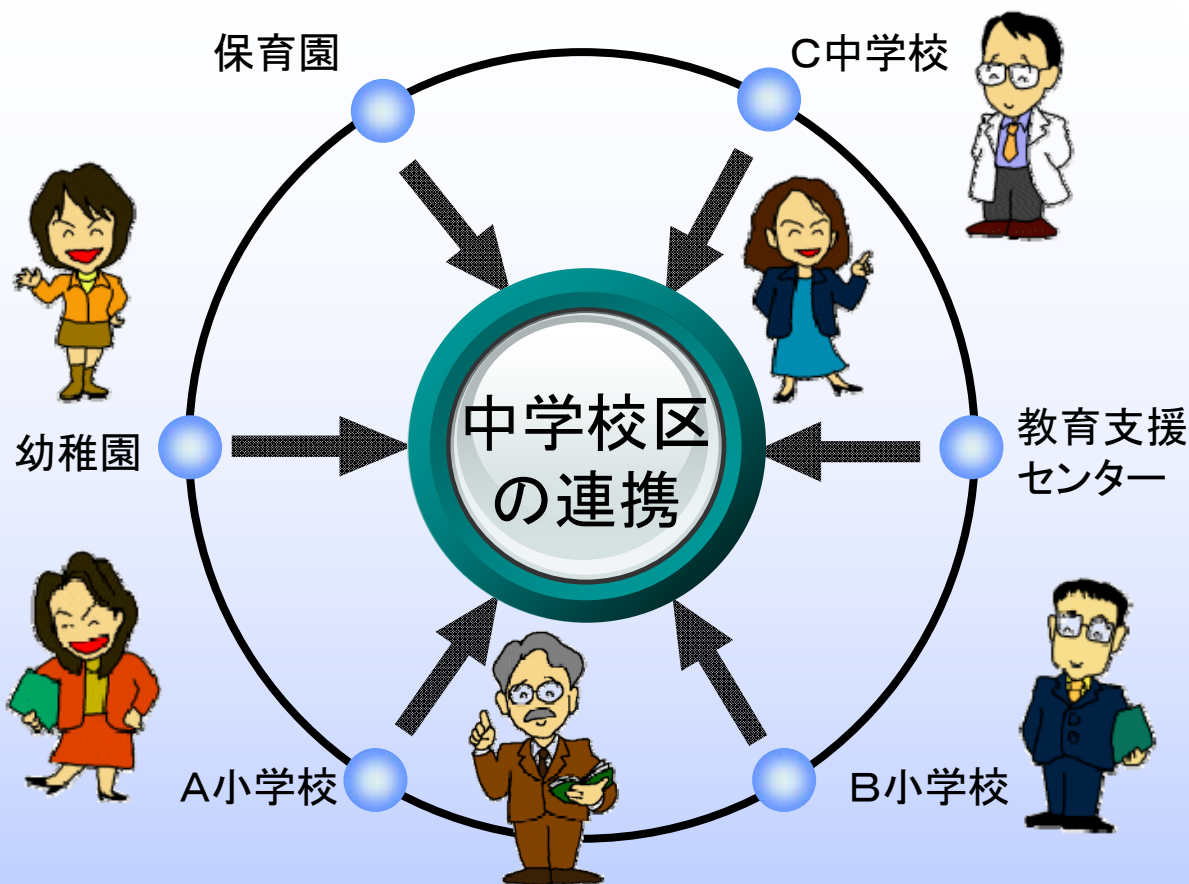 保育園
C中学校
幼稚園
中学校区
の連携
教育支援
センター
A小学校
B小学校